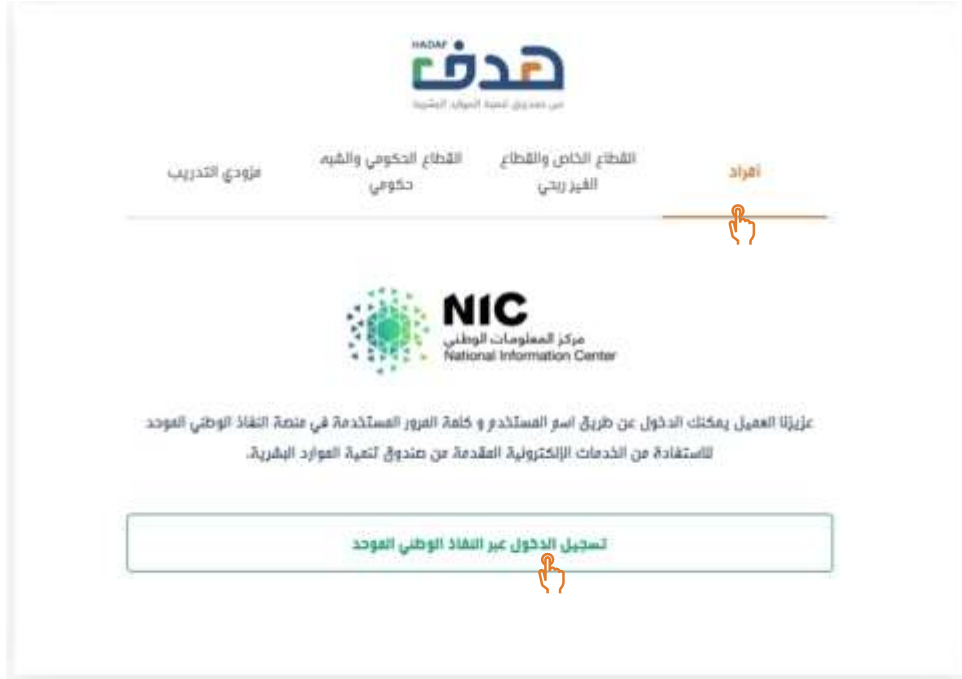 HADAF
هدف
من صندوق تنمية الموارد البشرية
أفراد
القطاع الخاص والقطاع
الغير ربحي
القطاع الحكومي والشبه
حكومي
مزودي التدريب
NIC
مركز المعلومات الوطني
National Information Center
عزيزنا العميل يمكنك الدخول عن طريق اسم المستخدم و كلمة المرور المستخدمة في منصة النفاذ الوطني الموحد
للاستفادة من الخدمات الإلكترونية المقدمة من صندوق تنمية الموارد البشرية.
تسجيل الدخول عبر النفاذ الوطني الموحد